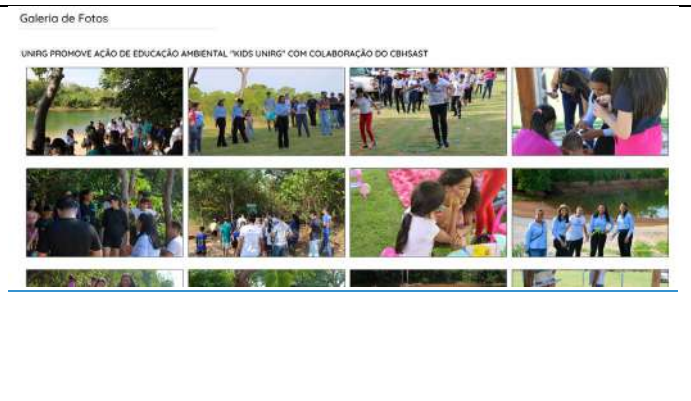 Galeria de Fotos
UNIRG PROMOVE AÇÃO DE EDUCAÇÃO AMBIENTAL "KIDS UNIRG" COM COLABORAÇÃO DO CBHSAST